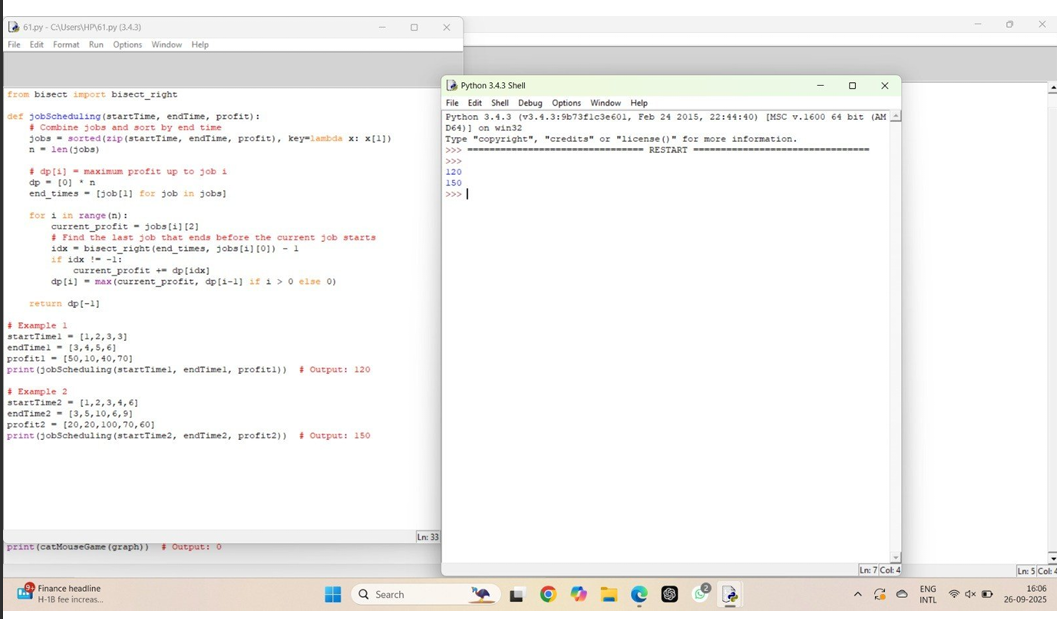 61.py - C:\Users\HP\61.py (3.4.3)
File Edit Format Run Options Window Help
from bisect import bisect_right
def jobScheduling(startTime, endTime, profit):
# Combine jobs and sort by end time
jobs = sorted(zip(startTime, endTime, profit), key=lambda x: x[1])
n = len(jobs)
# dp[i] = maximum profit up to job i
dp = [0] * n
end_times = [job[1] for job in jobs]
for i in range(n):
current_profit = jobs[i][2]
# Find the last job that ends before the current job starts
idx = bisect_right(end_times, jobs[i][0]) - 1
if idx != -1:
current_profit += dp[idx]
dp[i] = max(current_profit, dp[i-1] if i > 0 else 0)
return dp[-1]
# Example 1
startTime1 = [1,2,3,3]
endTime1 = [3,4,5,6]
profit1 = [50,10,40,70]
print(jobScheduling(startTime1, endTime1, profit1))  # Output: 120
# Example 2
startTime2 = [1,2,3,4,6]
endTime2 = [3,5,10,6,9]
profit2 = [20,20,100,70,60]
print(jobScheduling(startTime2, endTime2, profit2))  # Output: 150
Ln: 33
print(catMouseGame(graph))  # Output: 0
Python 3.4.3 Shell
File Edit Shell Debug Options Window Help
Python 3.4.3 (v3.4.3:9b73f1c3e601, Feb 24 2015, 22:44:40) [MSC v.1600 64 bit (AM
D64)] on win32
Type "copyright", "credits" or "license()" for more information.
>>> ================================ RESTART ================================
>>>
120
150
>>>
Ln: 7 Col: 4
Ln: 5 Col: 4
9+
Finance headline
H-1B fee increas...
Search
2
ENG
INTL
16:06
26-09-2025